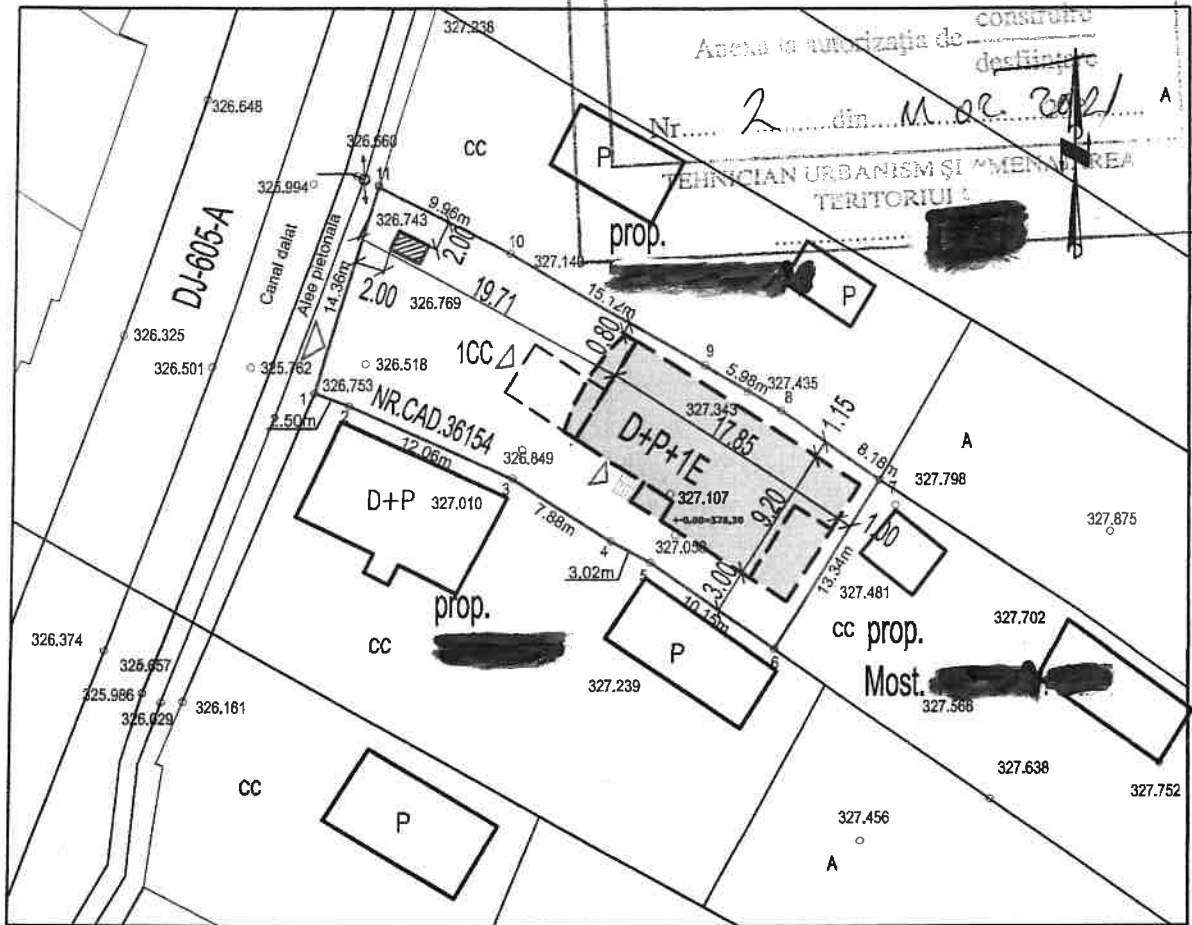 construire
Anexa la autorizația de
desființare
Nr..... 2 ..........din
TEHNICIAN URBANISM ȘI AMENAJAREA
TERITORIUL
327.238
A
326.648
326.660
CC
P
325.994
11
9.96m
326.743
2.00
10
327.140
prop.
DJ-605-A
Canal dalat
Alee pietonala
14.36m
2.00
326.769
19.71
15.12m
P
326.325
326.501
325.762
326.518
1CC
0.80
9
5.98m
327.435
8
327.343
1
326.753
2.50m
2
NR.CAD.36154
12.06m
326.849
D+P+1E
17.85
1.15
8.18m
A
327.798
7
D+P
327.010
3
7.88m
327.107
+-0.00=378,30
327.058
9.20
1.00
327.875
4
3.02m
5
3.00
10.15m
13.34m
327.481
prop.
P
6
CC prop.
327.702
326.374
325.657
CC
327.239
Most.
327.566
325.986
326.029
326.161
CC
P
327.638
327.752
327.456
A